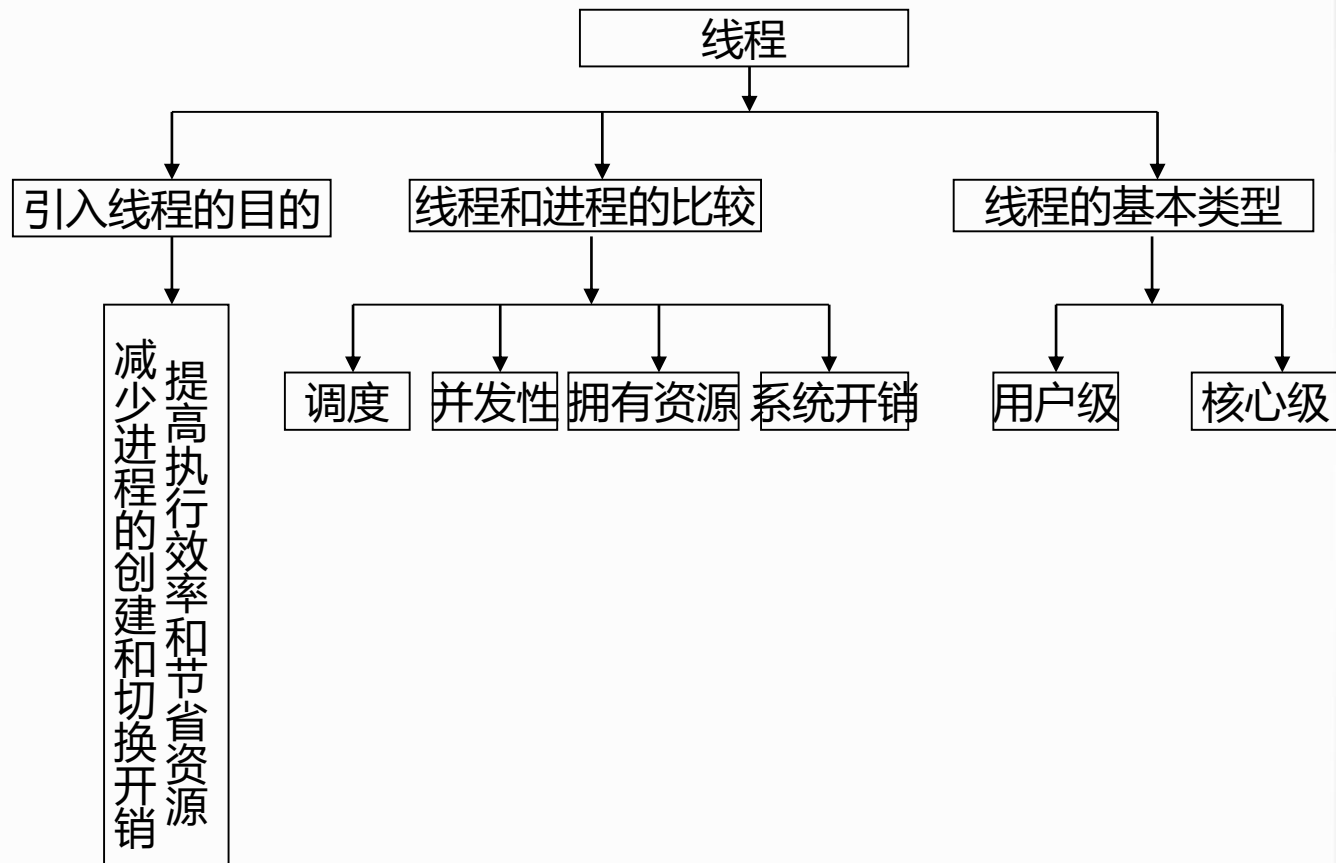 线程
引入线程的目的
线程和进程的比较
线程的基本类型
减少进程的创建和切换开销
提高执行效率和节省资源
调度
并发性
拥有资源
系统开销
用户级
核心级